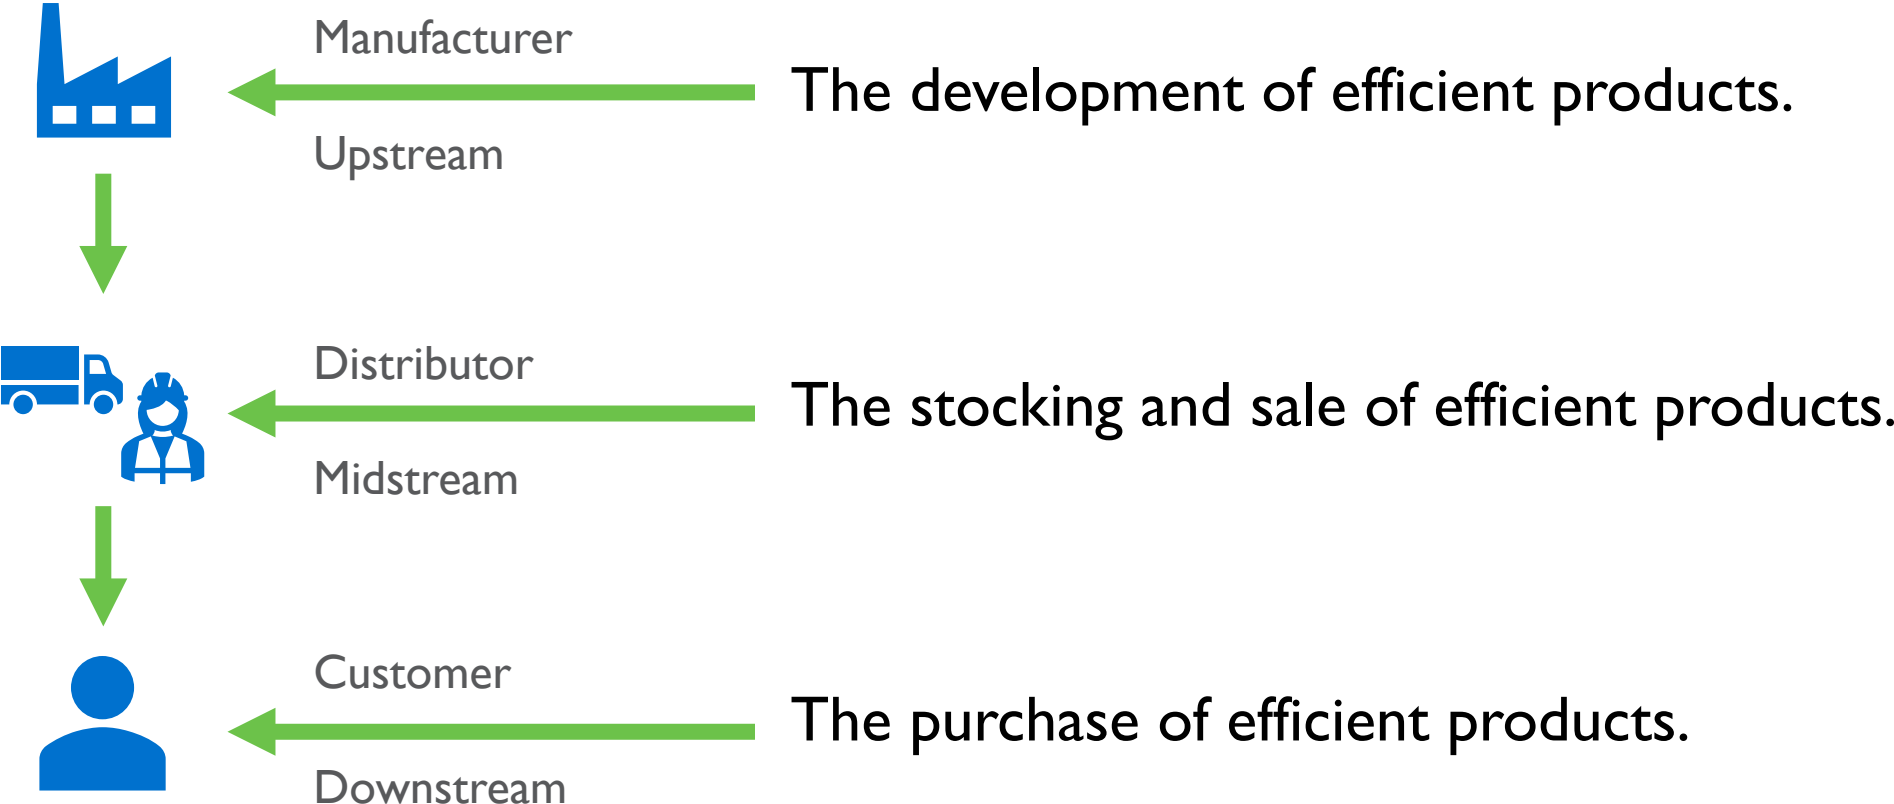 Manufacturer
The development of efficient products.
Upstream
Distributor
The stocking and sale of efficient products.
Midstream
Customer
The purchase of efficient products.
Downstream